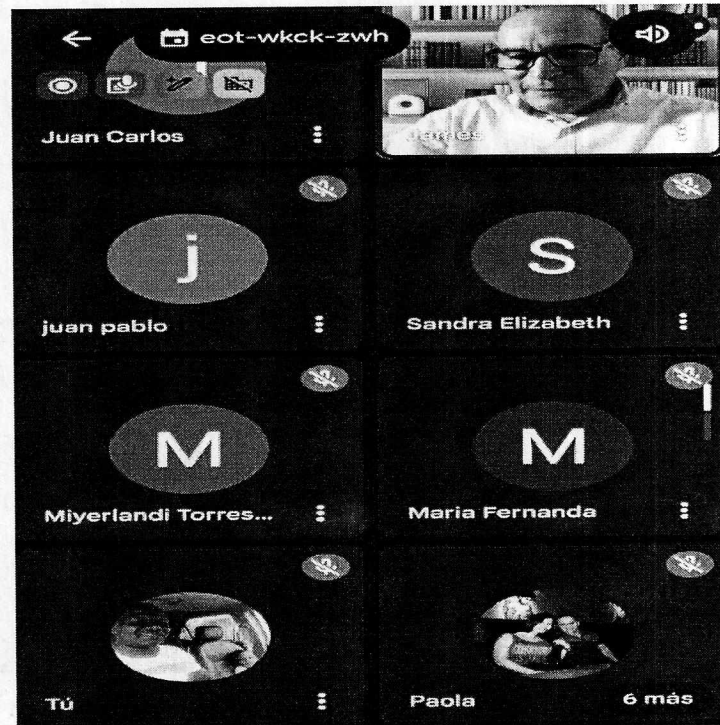 eot-wkck-zwh
Juan Carlos
James
j
S
juan pablo
Sandra Elizabeth
M
M
Miyerlandi Torres...
Maria Fernanda
Tú
Paola
6 más